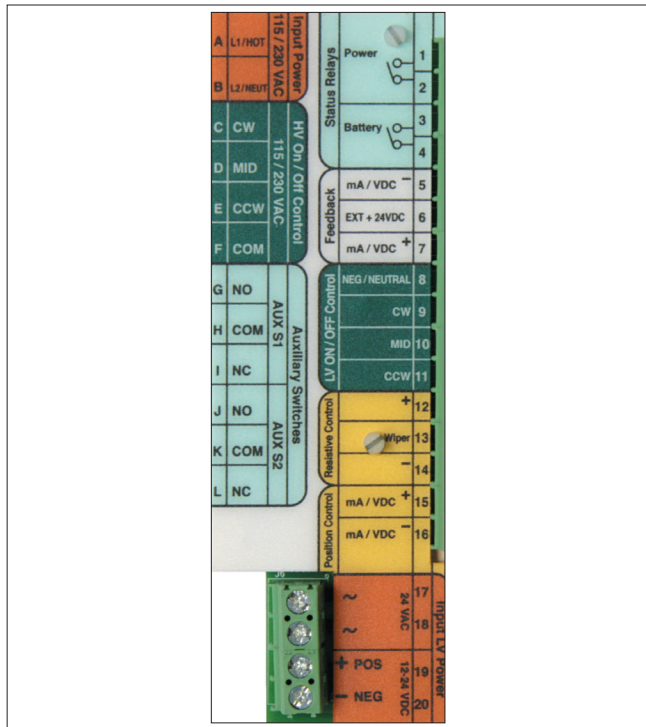 A L1/HOT
B L2/NEUT
Input Power
115 / 230 VAC
C CW
D MID
E CCW
F COM
HV On / Off Control
115 / 230 VAC
G NO
H COM
I NC
AUX S1
J NO
K COM
L NC
AUX S2
Auxiliary Switches
Status Relays
Power
1
2
Battery
3
4
Feedback
mA / VDC - 5
EXT + 24VDC 6
mA / VDC + 7
LV ON / OFF Control
NEG / NEUTRAL 8
CW 9
MID 10
CCW 11
Resistive Control
+ 12
Wiper 13
- 14
Position Control
mA / VDC + 15
mA / VDC - 16
~ 17
~ 18
24 VAC
+ POS 19
- NEG 20
12-24 VDC
Input LV Power